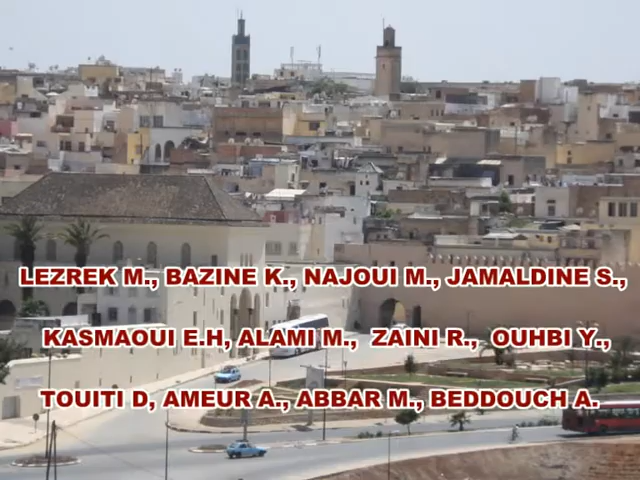 LEZREK M., BAZINE K., NAJOUI M., JAMALDINE S.,
KASMAOUI E.H, ALAMI M., ZAINI R., OUHBI Y.,
TOUITI D, AMEUR A., ABBAR M., BEDDOUCH A.